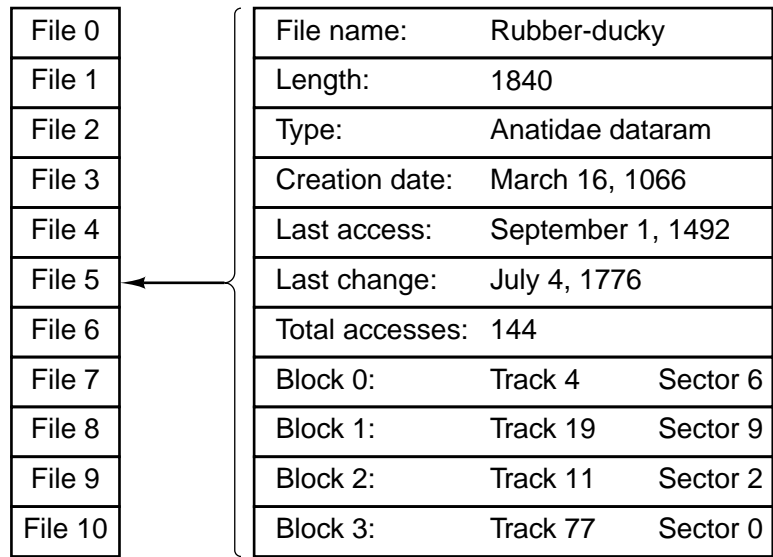 File 0
File 1
File 2
File 3
File 4
File 5
File 6
File 7
File 8
File 9
File 10
File name: Rubber-ducky
Length: 1840
Type: Anatidae dataram
Creation date: March 16, 1066
Last access: September 1, 1492
Last change: July 4, 1776
Total accesses: 144
Block 0: Track 4 Sector 6
Block 1: Track 19 Sector 9
Block 2: Track 11 Sector 2
Block 3: Track 77 Sector 0